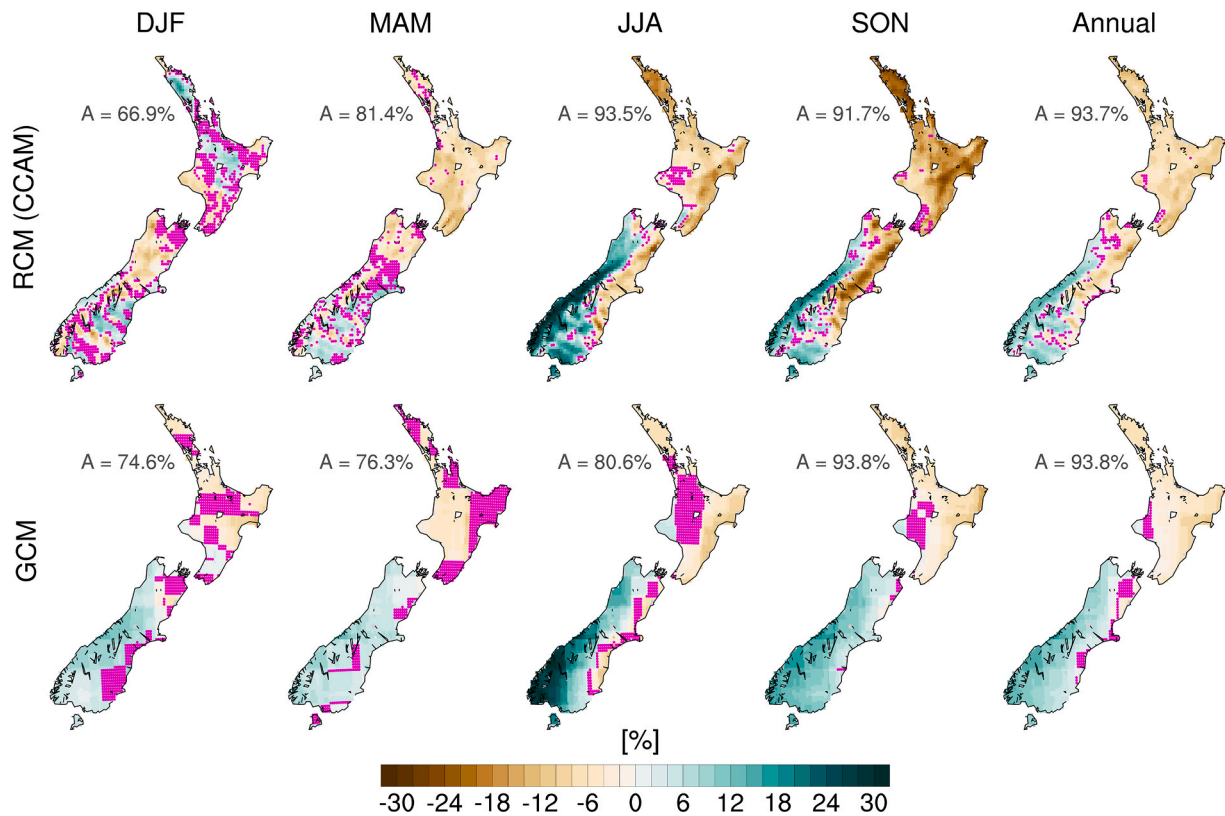 DJF MAM JJA SON Annual
RCM (CCAM)
A = 66.9% A = 81.4% A = 93.5% A = 91.7% A = 93.7%
GCM
A = 74.6% A = 76.3% A = 80.6% A = 93.8% A = 93.8%
[%]
-30 -24 -18 -12 -6 0 6 12 18 24 30